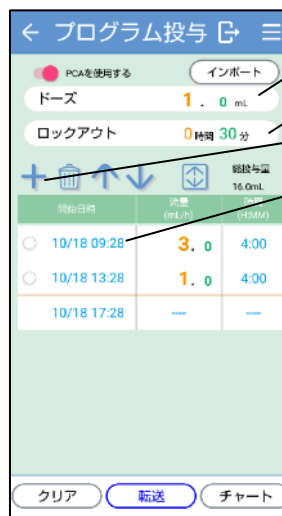 プログラム投与
PCAを使用する インポート
ドーズ 1.0 mL
ロックアウト 0時間 30分
総投与量
16.0mL
開始日時 流量 (mL/h) 時間 (H:MM)
10/18 09:28 3.0 4:00
10/18 13:28 1.0 4:00
10/18 17:28 ---- ----
クリア 転送 チャート